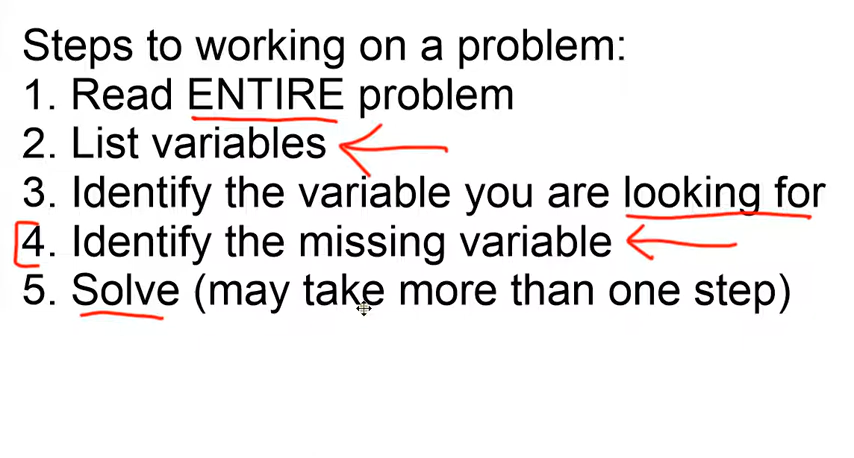 Steps to working on a problem:
1. Read ENTIRE problem
2. List variables
3. Identify the variable you are looking for
4. Identify the missing variable
5. Solve (may take more than one step)